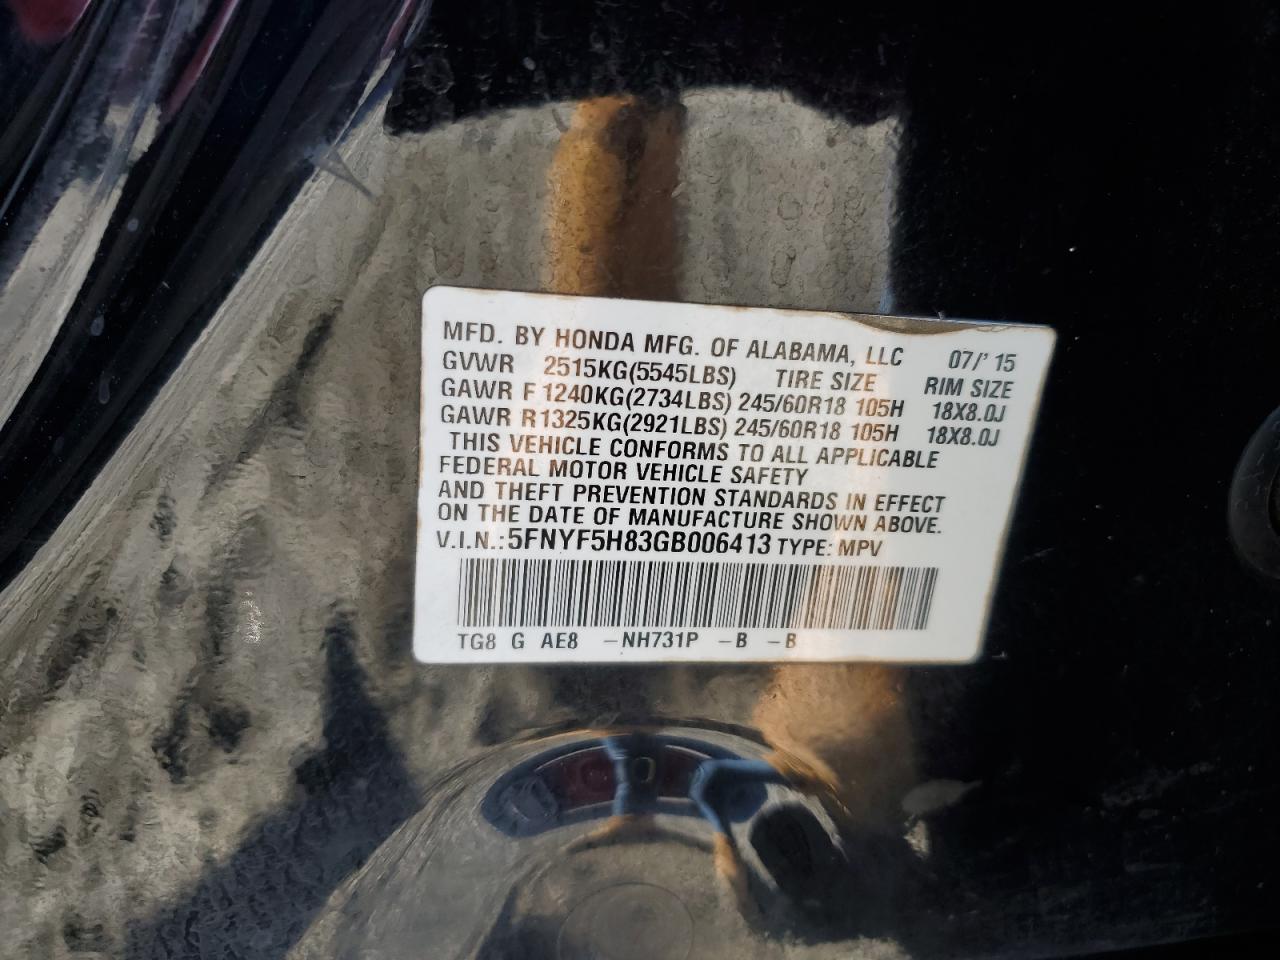 MFD. BY HONDA MFG. OF ALABAMA, LLC 07/'15
GVWR 2515KG(5545LBS) TIRE SIZE RIM SIZE
GAWR F 1240KG(2734LBS) 245/60R18 105H 18X8.0J
GAWR R1325KG(2921LBS) 245/60R18 105H 18X8.0J
THIS VEHICLE CONFORMS TO ALL APPLICABLE
FEDERAL MOTOR VEHICLE SAFETY
AND THEFT PREVENTION STANDARDS IN EFFECT
ON THE DATE OF MANUFACTURE SHOWN ABOVE.
V.I.N.: 5FNYF5H83GB006413 TYPE: MPV
TG8 G AE8 –NH731P –B –B